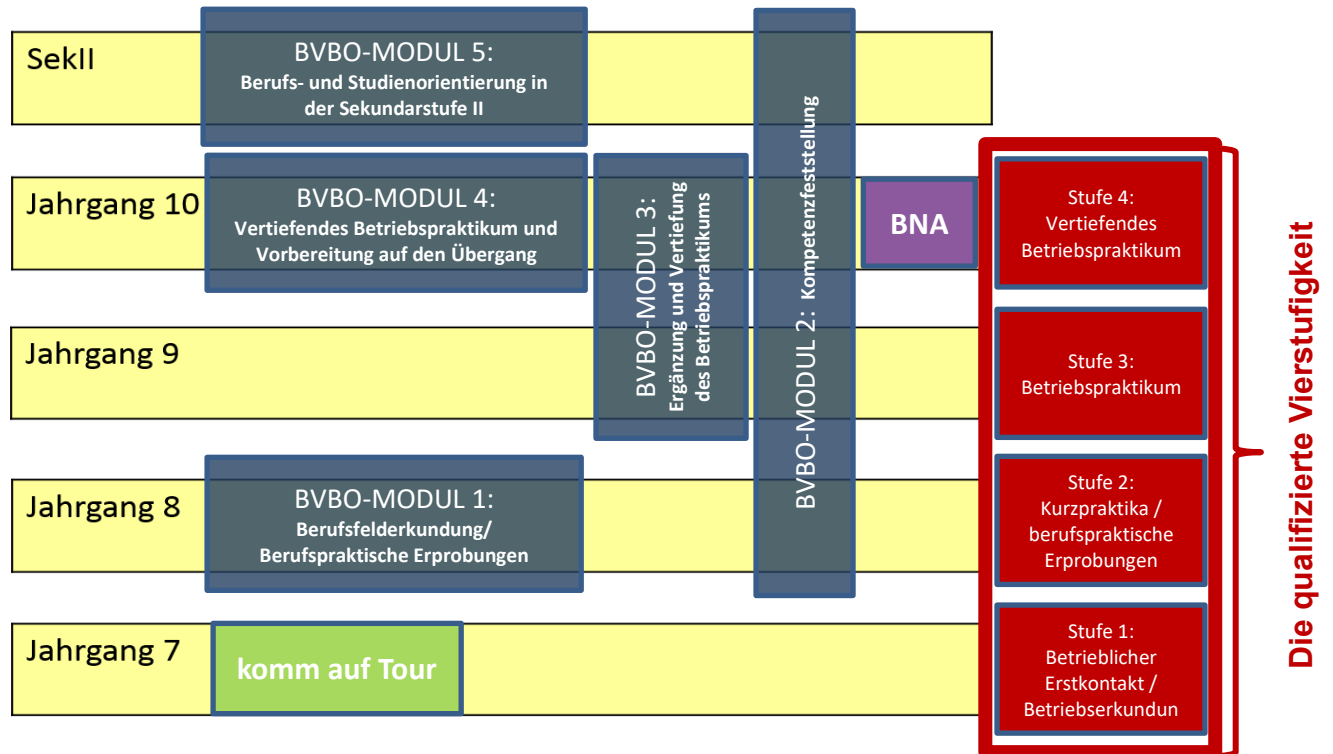 SekII
BVBO-MODUL 5:
Berufs- und Studienorientierung in
der Sekundarstufe II
Jahrgang 10
BVBO-MODUL 4:
Vertiefendes Betriebspraktikum und
Vorbereitung auf den Übergang
BVBO-MODUL 3:
Ergänzung und Vertiefung
des Betriebspraktikums
BVBO-MODUL 2: Kompetenzfeststellung
BNA
Stufe 4:
Vertiefendes
Betriebspraktikum
Jahrgang 9
Stufe 3:
Betriebspraktikum
Jahrgang 8
BVBO-MODUL 1:
Berufsfelderkundung/
Berufspraktische Erprobungen
Stufe 2:
Kurzpraktika /
berufspraktische
Erprobungen
Jahrgang 7
komm auf Tour
Stufe 1:
Betrieblicher
Erstkontakt /
Betriebserkundun
Die qualifizierte Vierstufigkeit